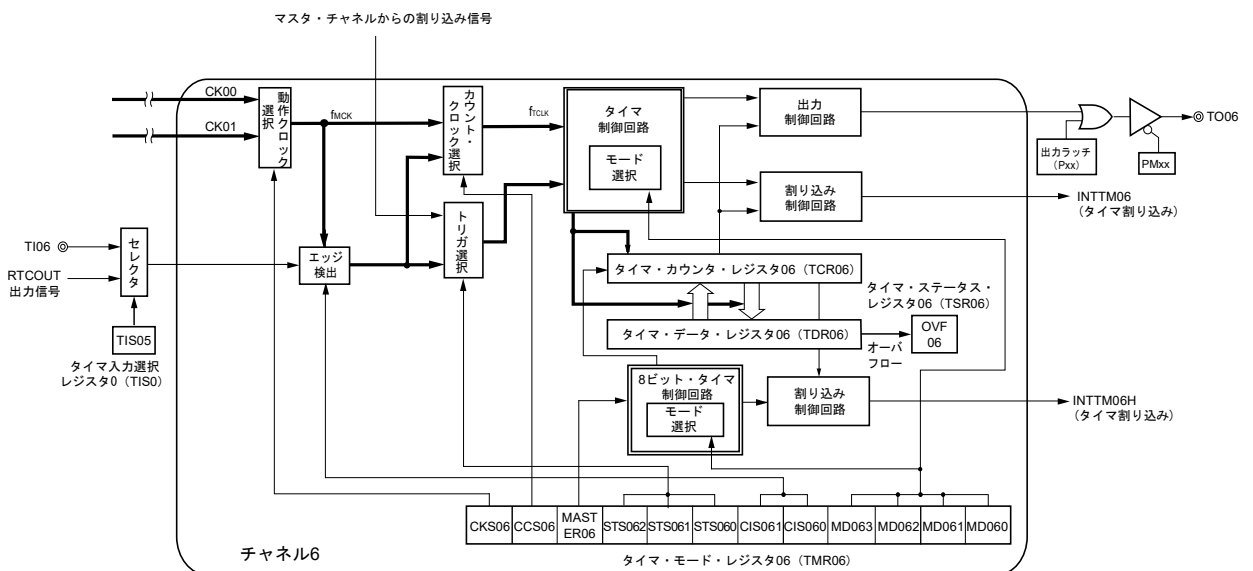 マスタ・チャネルからの割り込み信号
CK00
CK01
動作クロック
選択
fMCK
カウント・
クロック選択
fTCLK
タイマ
制御回路
モード
選択
出力
制御回路
出力ラッチ
(Pxx)
PMxx
TO06
割り込み
制御回路
INTTM06
(タイマ割り込み)
トリガ選択
TI06
RTCOUT
出力信号
セレクタ
エッジ
検出
TIS05
タイマ入力選択
レジスタ0(TIS0)
タイマ・カウンタ・レジスタ06(TCR06)
タイマ・ステータス・
レジスタ06(TSR06)
タイマ・データ・レジスタ06(TDR06)
オーバ
フロー
OVF
06
8ビット・タイマ
制御回路
モード
選択
割り込み
制御回路
INTTM06H
(タイマ割り込み)
CKS06
CCS06
MAST
ER06
STS062
STS061
STS060
CIS061
CIS060
MD063
MD062
MD061
MD060
チャネル6
タイマ・モード・レジスタ06(TMR06)